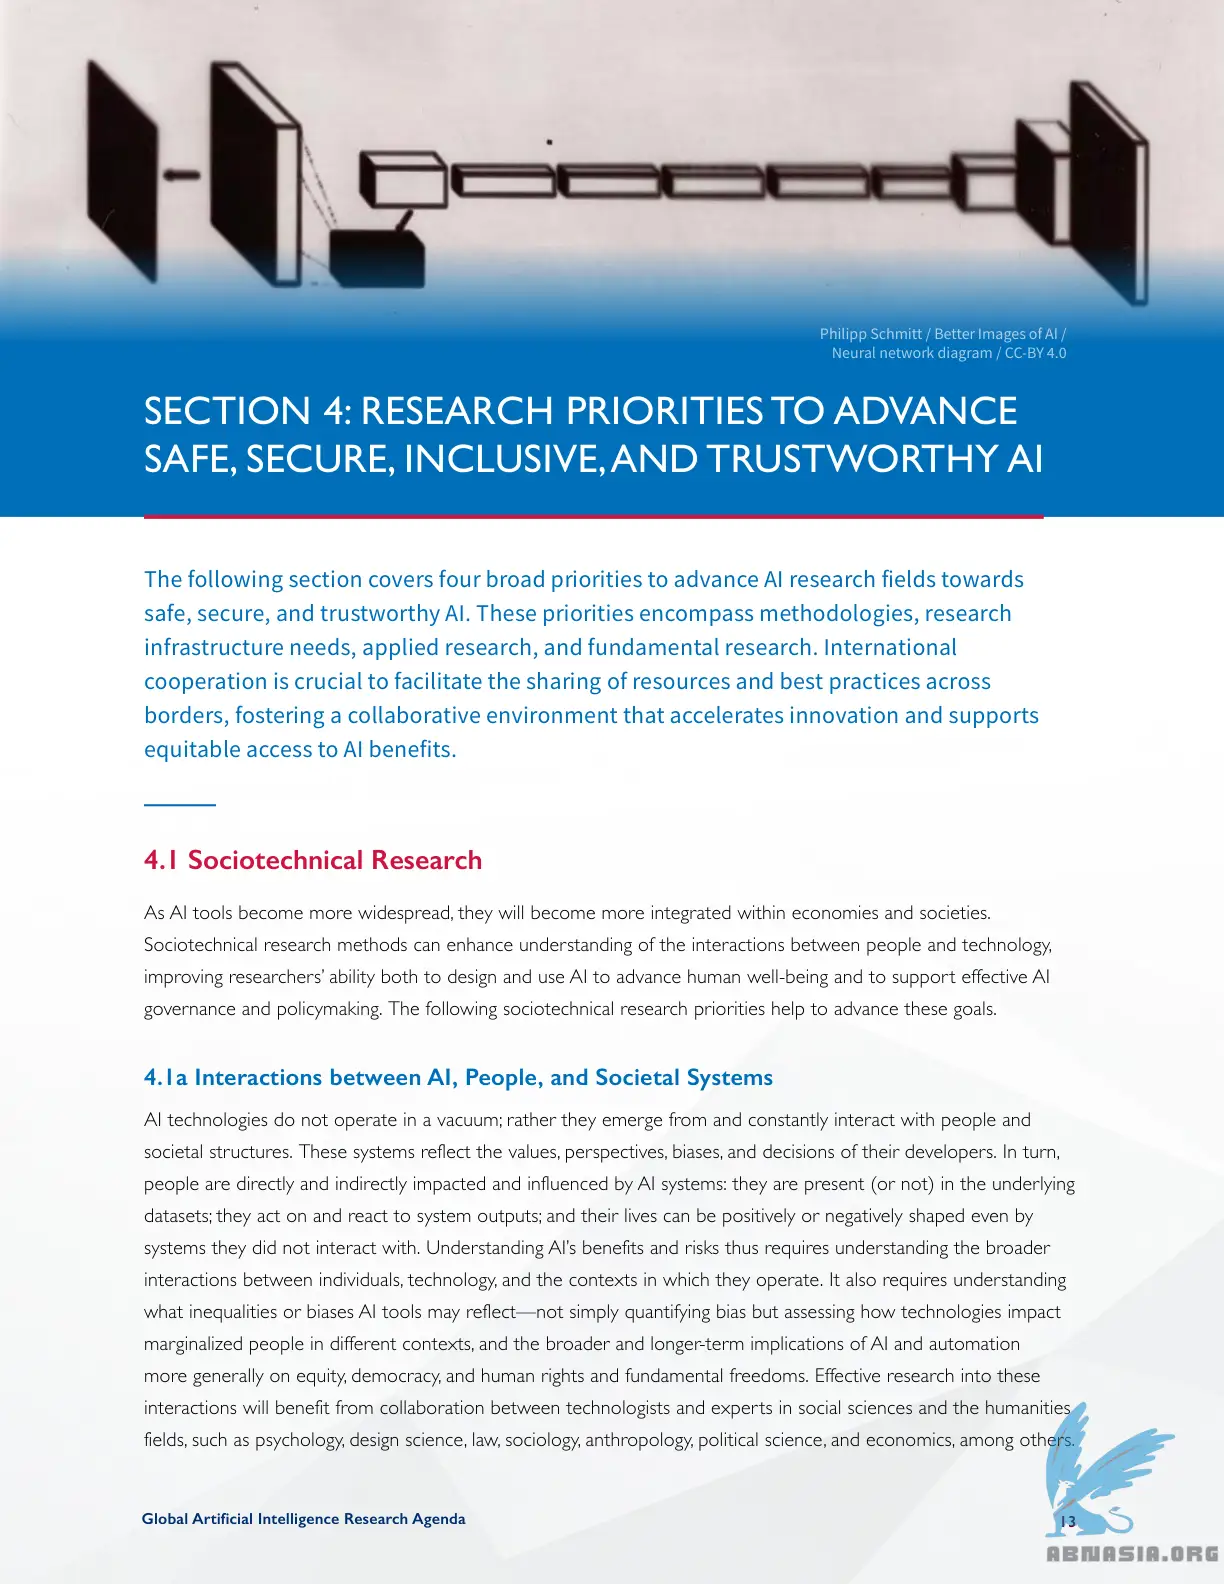 Philipp Schmitt / Better Images of AI /
Neural network diagram / CC-BY 4.0
SECTION 4: RESEARCH PRIORITIES TO ADVANCE
SAFE, SECURE, INCLUSIVE, AND TRUSTWORTHY AI
The following section covers four broad priorities to advance AI research fields towards
safe, secure, and trustworthy AI. These priorities encompass methodologies, research
infrastructure needs, applied research, and fundamental research. International
cooperation is crucial to facilitate the sharing of resources and best practices across
borders, fostering a collaborative environment that accelerates innovation and supports
equitable access to AI benefits.
4.1 Sociotechnical Research
As AI tools become more widespread, they will become more integrated within economies and societies.
Sociotechnical research methods can enhance understanding of the interactions between people and technology,
improving researchers’ ability both to design and use AI to advance human well-being and to support effective AI
governance and policymaking. The following sociotechnical research priorities help to advance these goals.
4.1a Interactions between AI, People, and Societal Systems
AI technologies do not operate in a vacuum; rather they emerge from and constantly interact with people and
societal structures. These systems reflect the values, perspectives, biases, and decisions of their developers. In turn,
people are directly and indirectly impacted and influenced by AI systems: they are present (or not) in the underlying
datasets; they act on and react to system outputs; and their lives can be positively or negatively shaped even by
systems they did not interact with. Understanding AI’s benefits and risks thus requires understanding the broader
interactions between individuals, technology, and the contexts in which they operate. It also requires understanding
what inequalities or biases AI tools may reflect—not simply quantifying bias but assessing how technologies impact
marginalized people in different contexts, and the broader and longer-term implications of AI and automation
more generally on equity, democracy, and human rights and fundamental freedoms. Effective research into these
interactions will benefit from collaboration between technologists and experts in social sciences and the humanities
fields, such as psychology, design science, law, sociology, anthropology, political science, and economics, among others.
Global Artificial Intelligence Research Agenda
13
ABNASIA.ORG